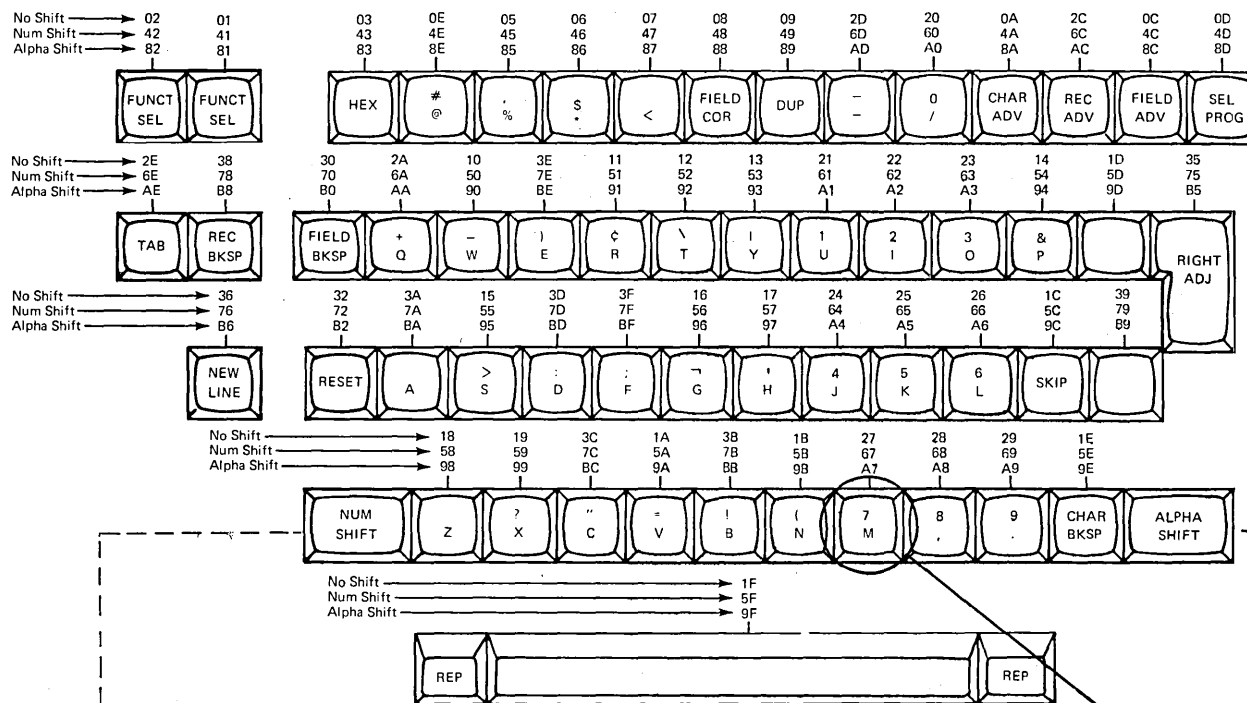 No Shift 02 01 03 0E 05 06 07 08 09 2D 20 0A 2C 0C 0D
Num Shift 42 41 43 4E 45 46 47 48 49 6D 60 4A 6C 4C 4D
Alpha Shift 82 81 83 8E 85 86 87 88 89 AD A0 8A AC 8C 8D
FUNCT FUNCT HEX # , $ < FIELD DUP – 0 CHAR REC FIELD SEL
SEL SEL @ % * COR – / ADV ADV ADV PROG
No Shift 2E 38 30 2A 10 3E 11 12 13 21 22 23 14 1D 35
Num Shift 6E 78 70 6A 50 7E 51 52 53 61 62 63 54 5D 75
Alpha Shift AE B8 B0 AA 90 BE 91 92 93 A1 A2 A3 94 9D B5
TAB REC FIELD + – ) ¢ \ | 1 2 3 & RIGHT
BKSP BKSP Q W E R T Y U I O P ADJ
No Shift 36 32 3A 15 3D 3F 16 17 24 25 26 1C 39
Num Shift 76 72 7A 55 7D 7F 56 57 64 65 66 5C 79
Alpha Shift B6 B2 BA 95 BD BF 96 97 A4 A5 A6 9C B9
NEW RESET > : ; ¬ ' 4 5 6 SKIP
LINE A S D F G H J K L
No Shift 18 19 3C 1A 3B 1B 27 28 29 1E
Num Shift 58 59 7C 5A 7B 5B 67 68 69 5E
Alpha Shift 98 99 BC 9A BB 9B A7 A8 A9 9E
NUM ? " = ! ( 7 8 9 CHAR ALPHA
SHIFT Z X C V B N M , . BKSP SHIFT
No Shift 1F
Num Shift 5F
Alpha Shift 9F
REP REP